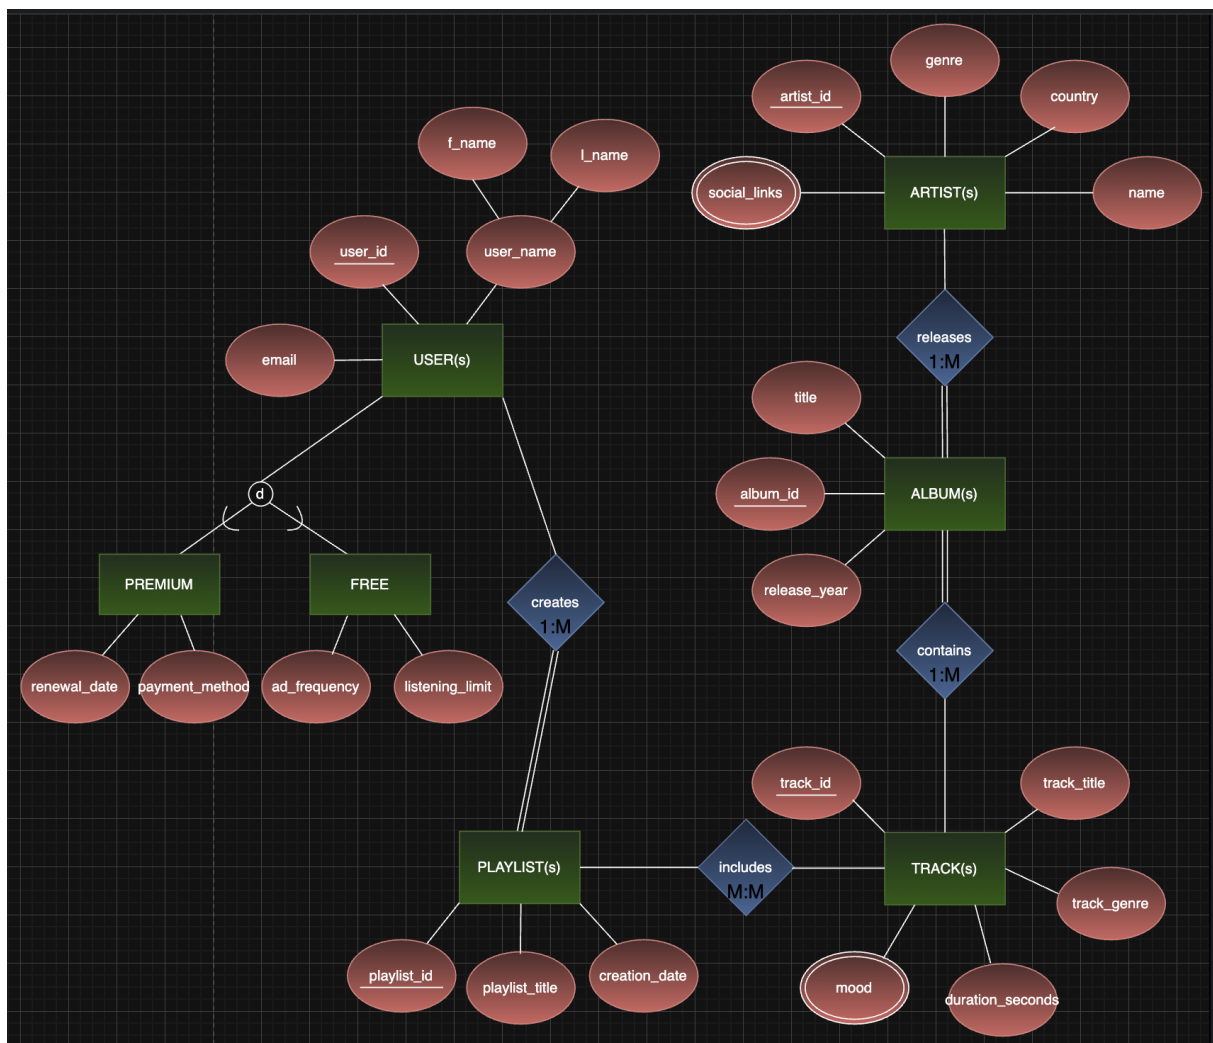 genre
artist_id
country
f_name
l_name
social_links
ARTIST(s)
name
user_id
user_name
releases
1:M
email
USER(s)
title
d
album_id
ALBUM(s)
PREMIUM
FREE
release_year
creates
1:M
contains
1:M
renewal_date
payment_method
ad_frequency
listening_limit
track_id
track_title
PLAYLIST(s)
includes
M:M
TRACK(s)
track_genre
playlist_id
playlist_title
creation_date
mood
duration_seconds